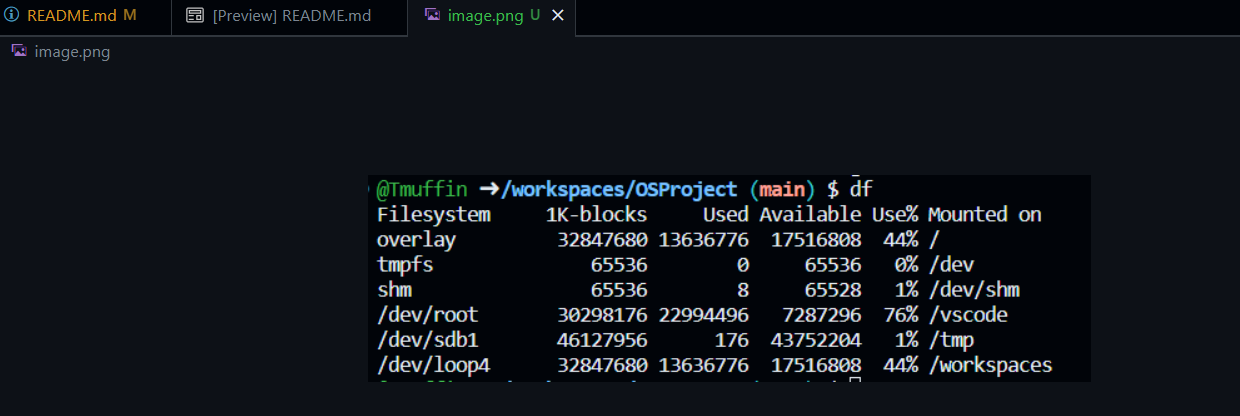 README.md M [Preview] README.md image.png U
image.png
@Tmuffin ➜/workspaces/OSProject (main) $ df
Filesystem 1K-blocks Used Available Use% Mounted on
overlay 32847680 13636776 17516808 44% /
tmpfs 65536 0 65536 0% /dev
shm 65536 8 65528 1% /dev/shm
/dev/root 30298176 22994496 7287296 76% /vscode
/dev/sdb1 46127956 176 43752204 1% /tmp
/dev/loop4 32847680 13636776 17516808 44% /workspaces